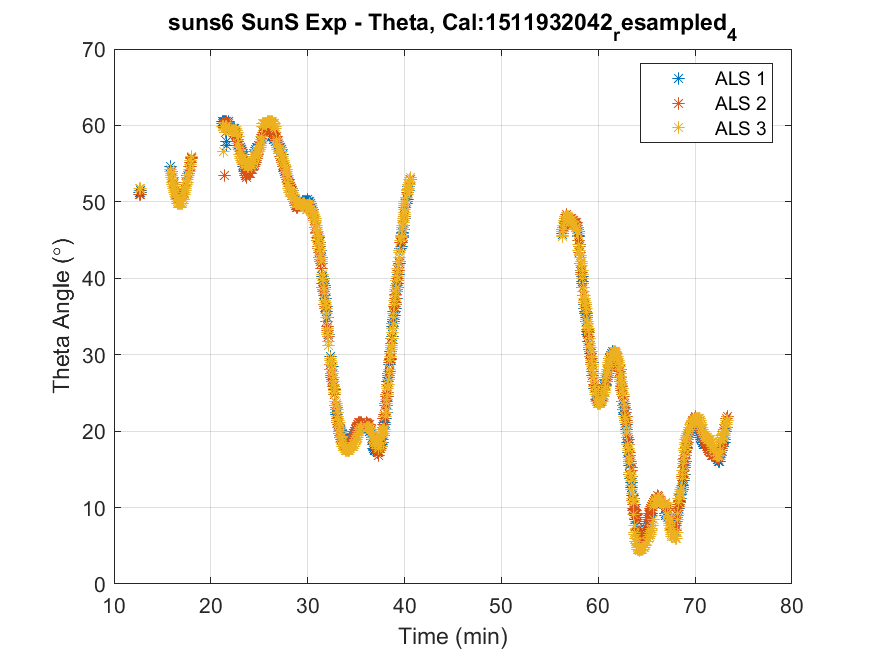 suns6 SunS Exp - Theta, Cal:1511932042resampled4
ALS 1
ALS 2
ALS 3
70
60
50
40
30
20
10
0
Theta Angle (°)
10 20 30 40 50 60 70 80
Time (min)